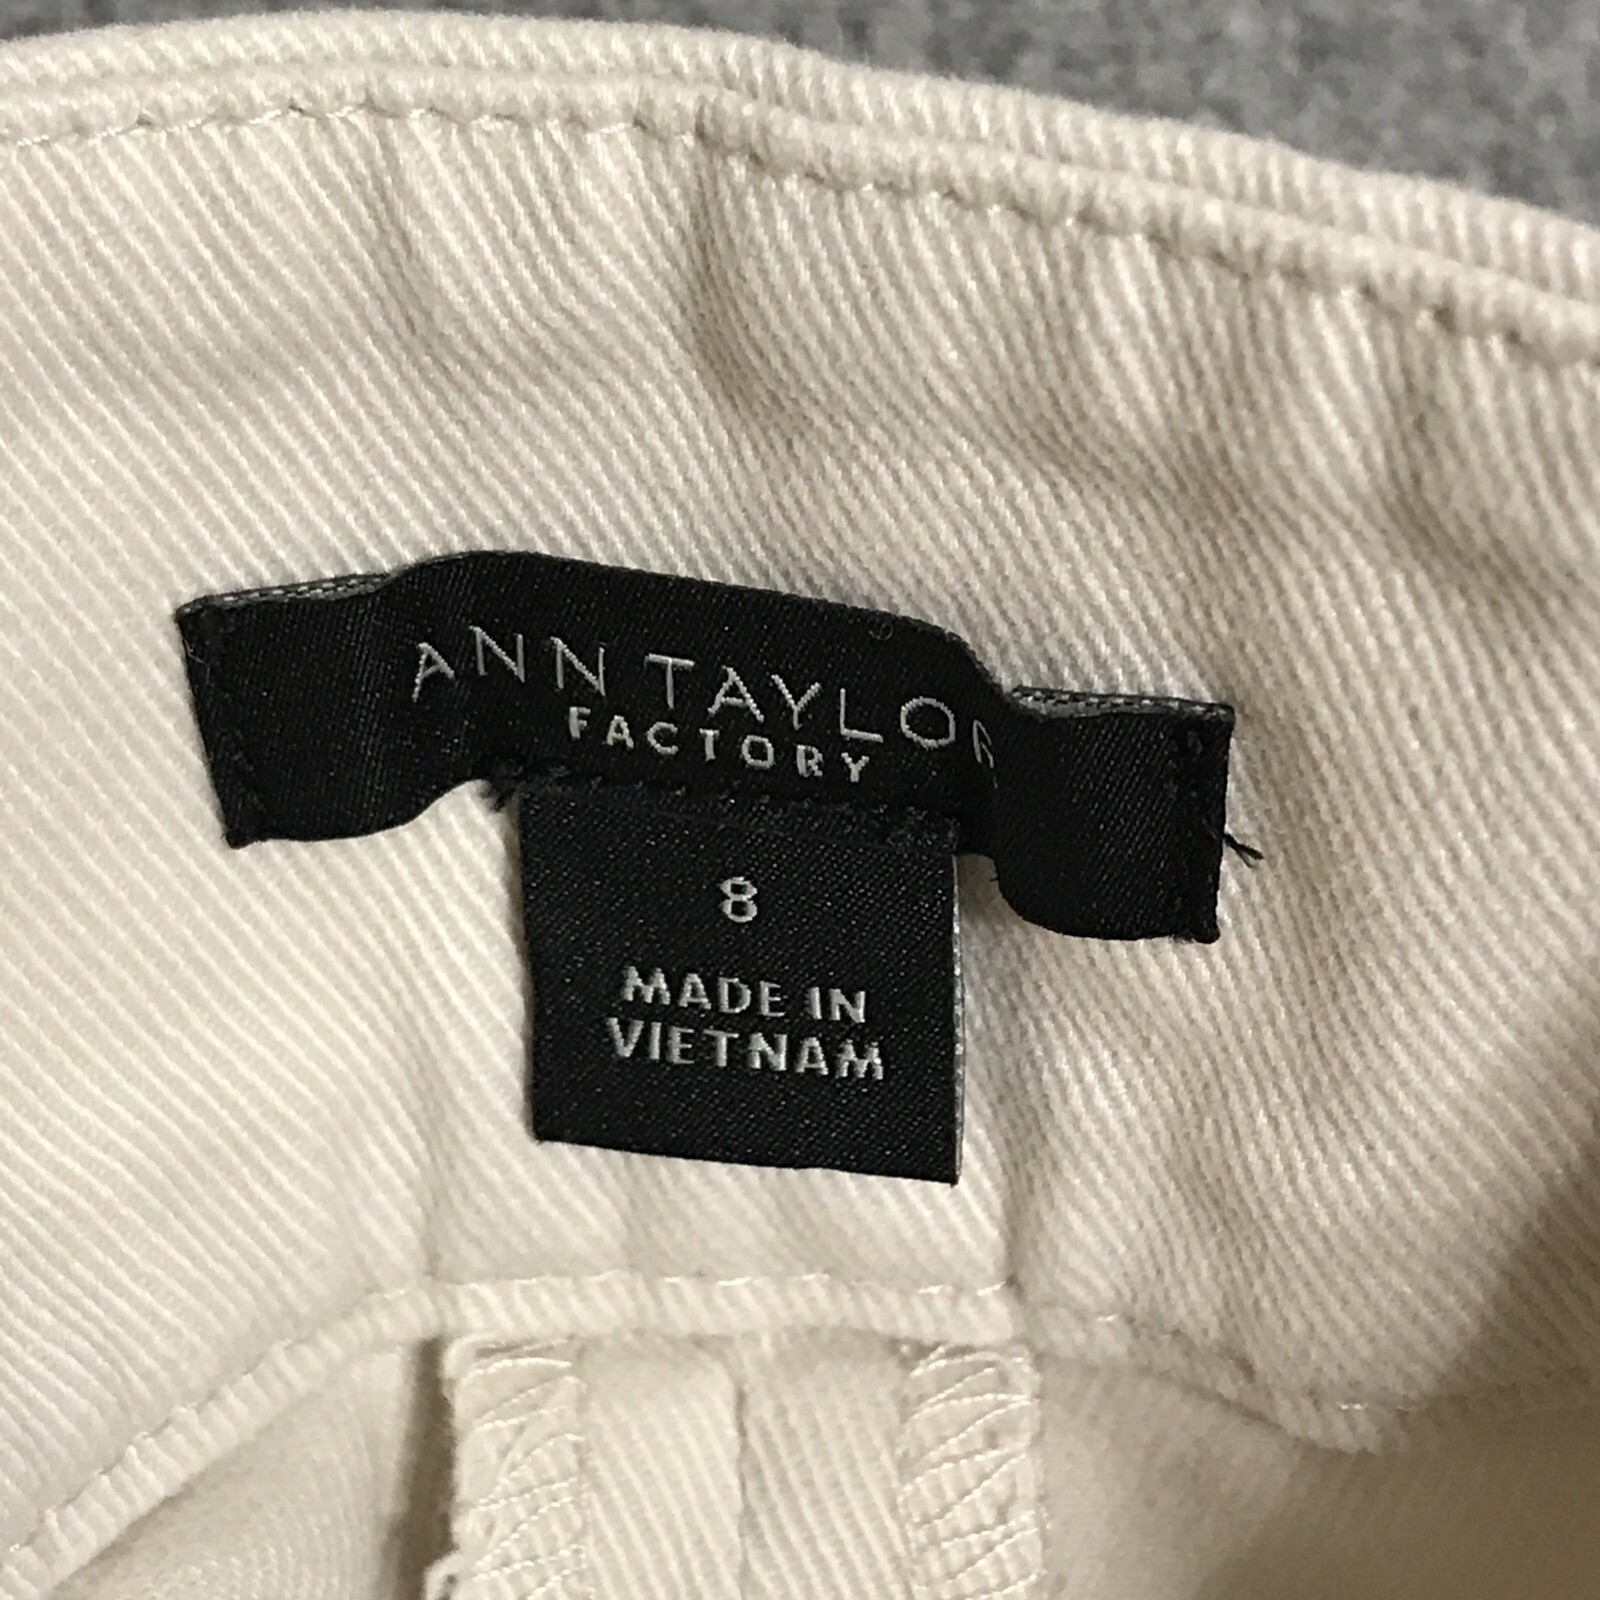 ANN TAYLOR
FACTORY
8
MADE IN
VIETNAM